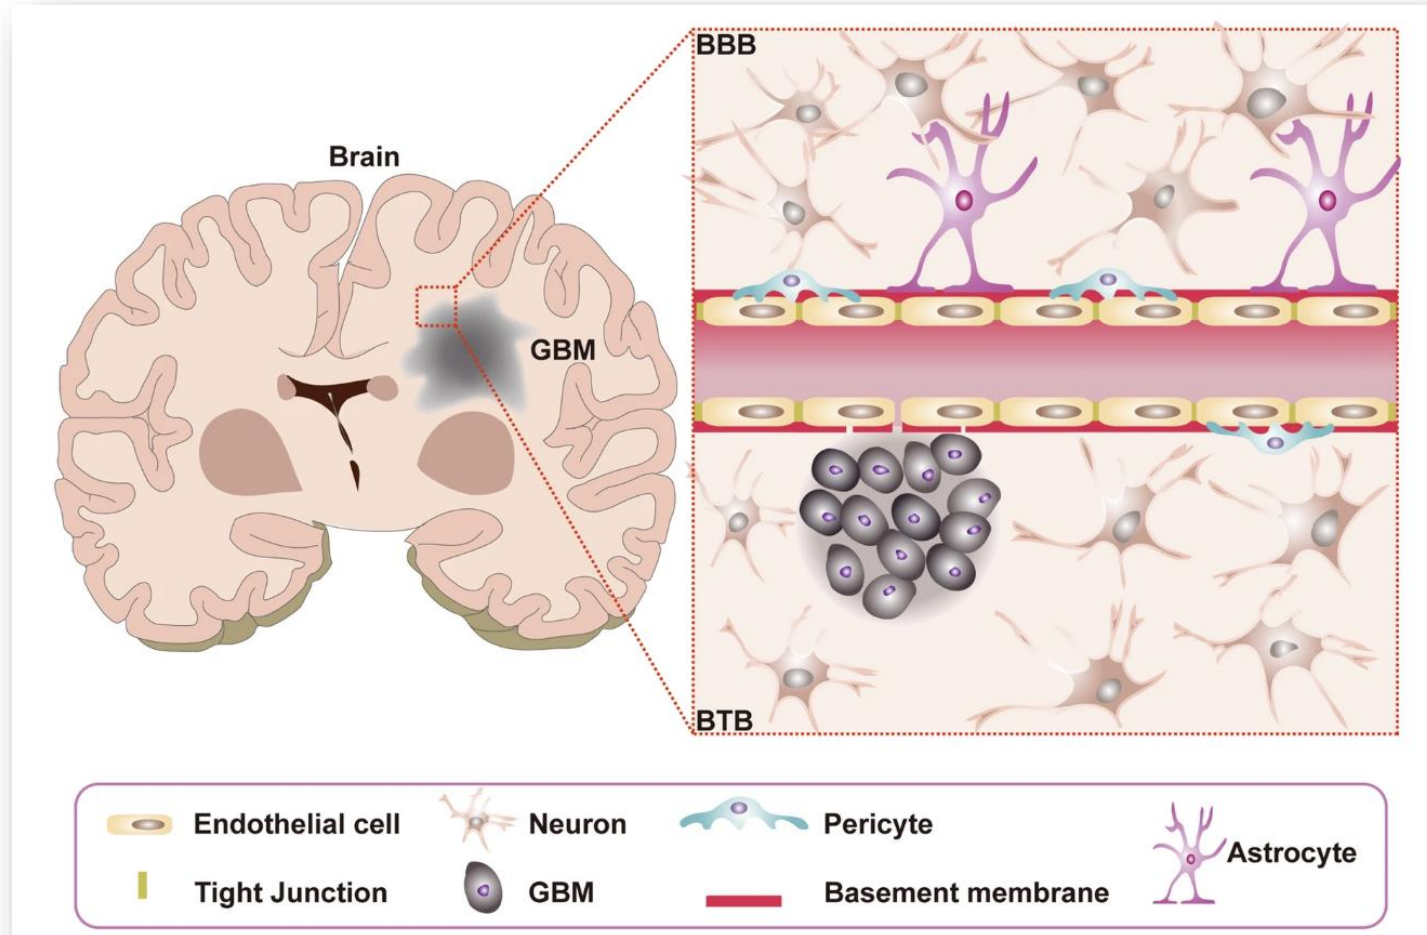 BBB
Brain
GBM
BTB
Endothelial cell
Neuron
Pericyte
Astrocyte
Tight Junction
GBM
Basement membrane